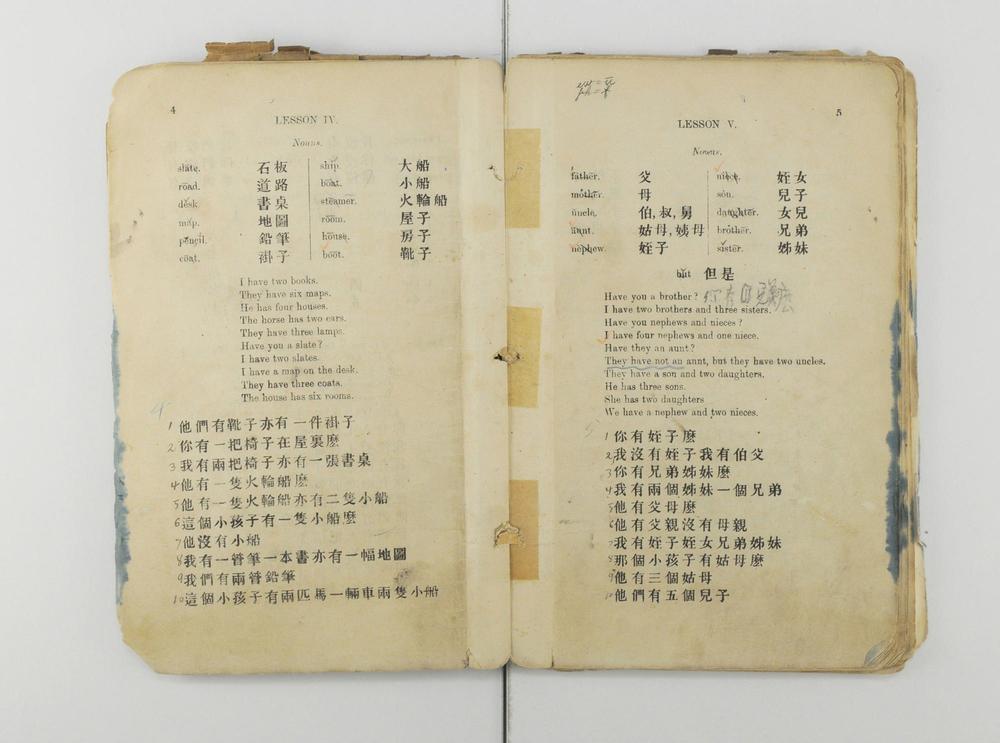 4
LESSON IV.
Nouns.
slate. 石板 ship. 大船
road. 道路 boat. 小船
desk. 書桌 steamer. 火輪船
map. 地圖 room. 屋子
pencil. 鉛筆 house. 房子
coat. 褂子 boot. 靴子
I have two books.
They have six maps.
He has four houses.
The horse has two ears.
They have three lamps.
Have you a slate?
I have two slates.
I have a map on the desk.
They have three coats.
The house has six rooms.
1 他們有靴子亦有一件褂子
2 你有一把椅子在屋裏麽
3 我有兩把椅子亦有一張書桌
4 他有一隻火輪船麽
5 他有一隻火輪船亦有二隻小船
6 這個小孩子有一隻小船麽
7 他沒有小船
8 我有一管筆一本書亦有一幅地圖
9 我們有兩管鉛筆
10 這個小孩子有兩匹馬一輛車兩隻小船
5
LESSON V.
Nouns.
father. 父 niece. 姪女
mother. 母 son. 兒子
uncle. 伯,叔,舅 daughter. 女兒
aunt. 姑母,姨母 brother. 兄弟
nephew. 姪子 sister. 姊妹
but 但是
Have you a brother?
I have two brothers and three sisters.
Have you nephews and nieces?
I have four nephews and one niece.
Have they an aunt?
They have not an aunt, but they have two uncles.
They have a son and two daughters.
He has three sons.
She has two daughters
We have a nephew and two nieces.
5
1 你有姪子麽
2 我沒有姪子我有伯父
3 你有兄弟姊妹麽
4 我有兩個姊妹一個兄弟
5 他有父母麽
6 他有父親沒有母親
7 我有姪子姪女兄弟姊妹
8 那個小孩子有姑母麽
9 他有三個姑母
10 他們有五個兒子